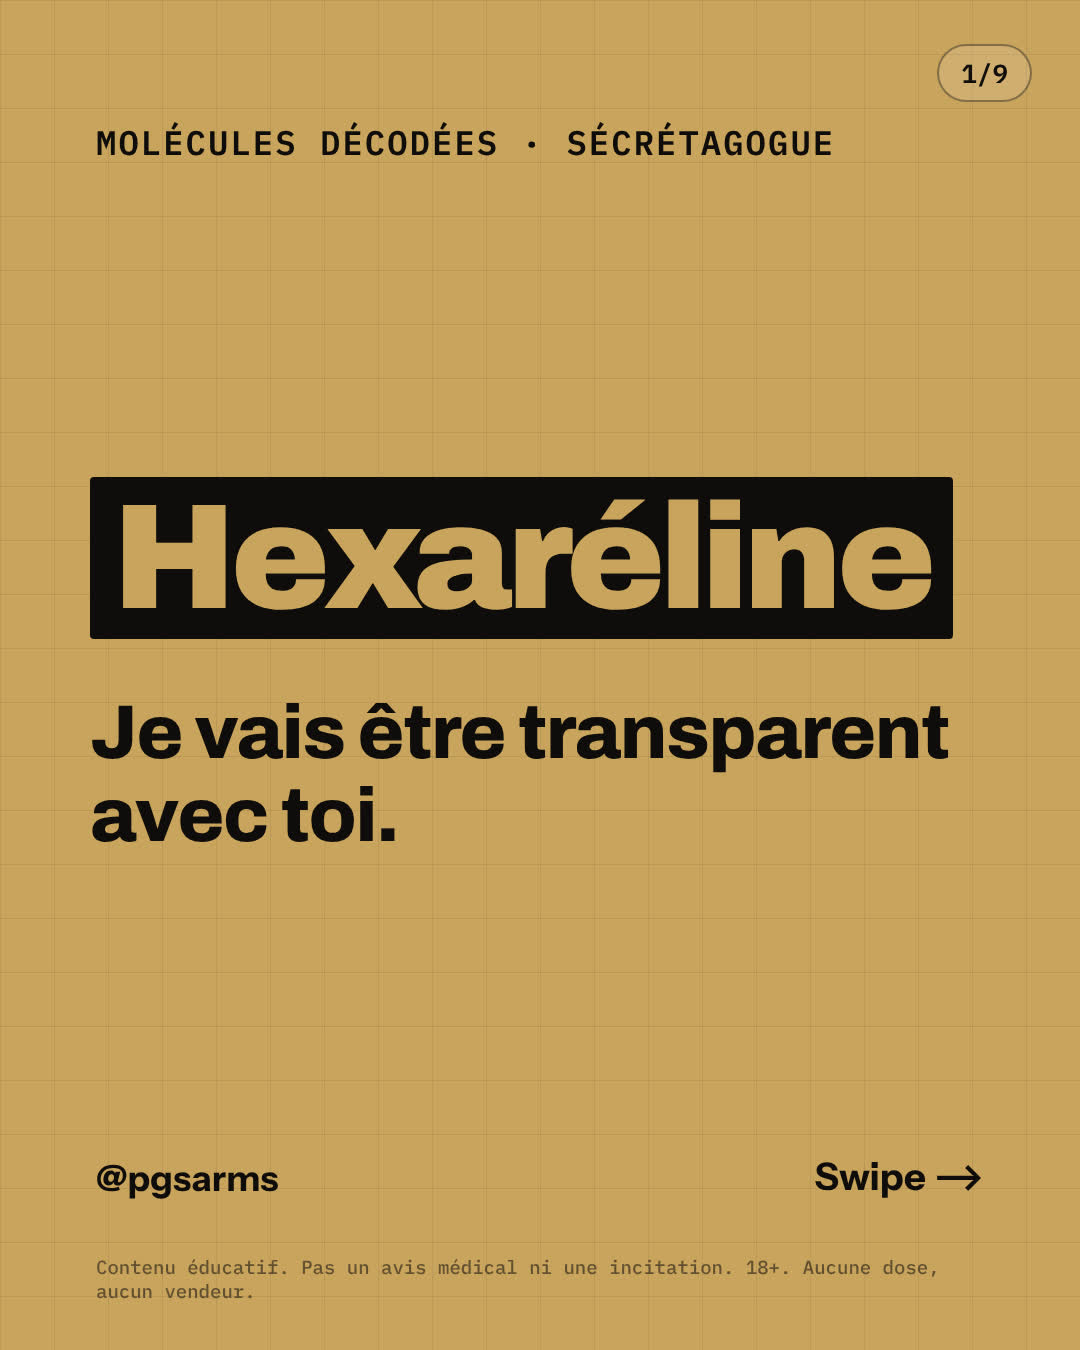 1/9
MOLÉCULES DÉCODÉES · SÉCRÉTAGOGUE
Hexaréline
Je vais être transparent
avec toi.
@pgsarms
Swipe →
Contenu éducatif. Pas un avis médical ni une incitation. 18+. Aucune dose,
aucun vendeur.